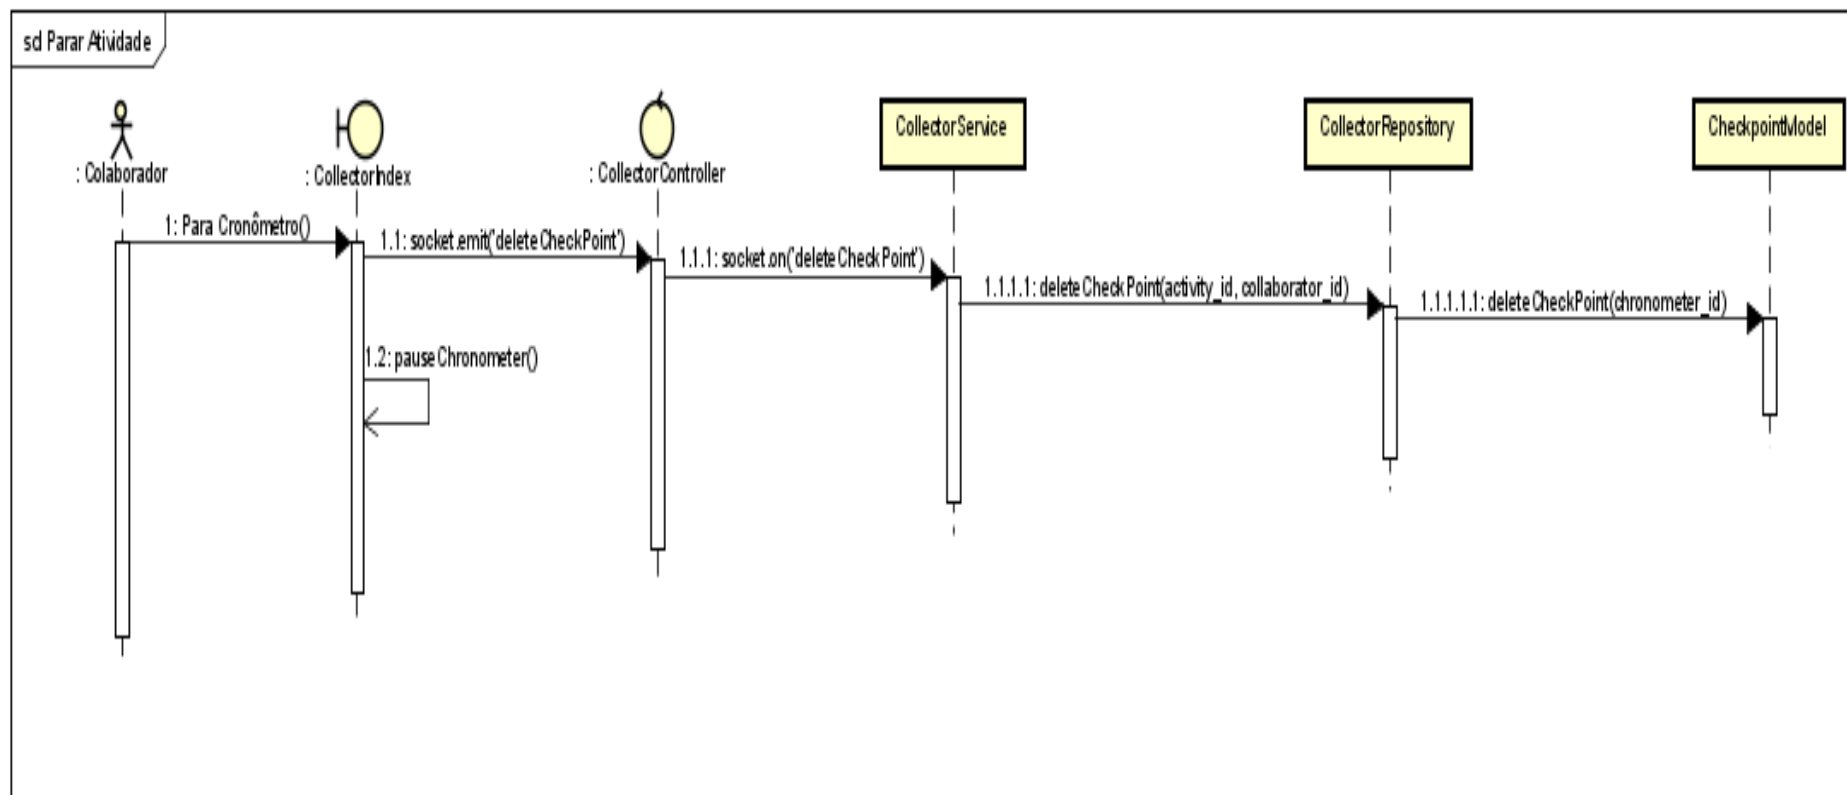 sd Parar Atividade
: Colaborador
: CollectorIndex
: CollectorController
CollectorService
CollectorRepository
CheckpointModel
1: Para Cronômetro()
1.1: socket.emit('deleteCheckPoint')
1.1.1: socket.on('deleteCheckPoint')
1.1.1.1: deleteCheckPoint(activity_id, collaborator_id)
1.1.1.1.1: deleteCheckPoint(chronometer_id)
1.2: pauseChronometer()